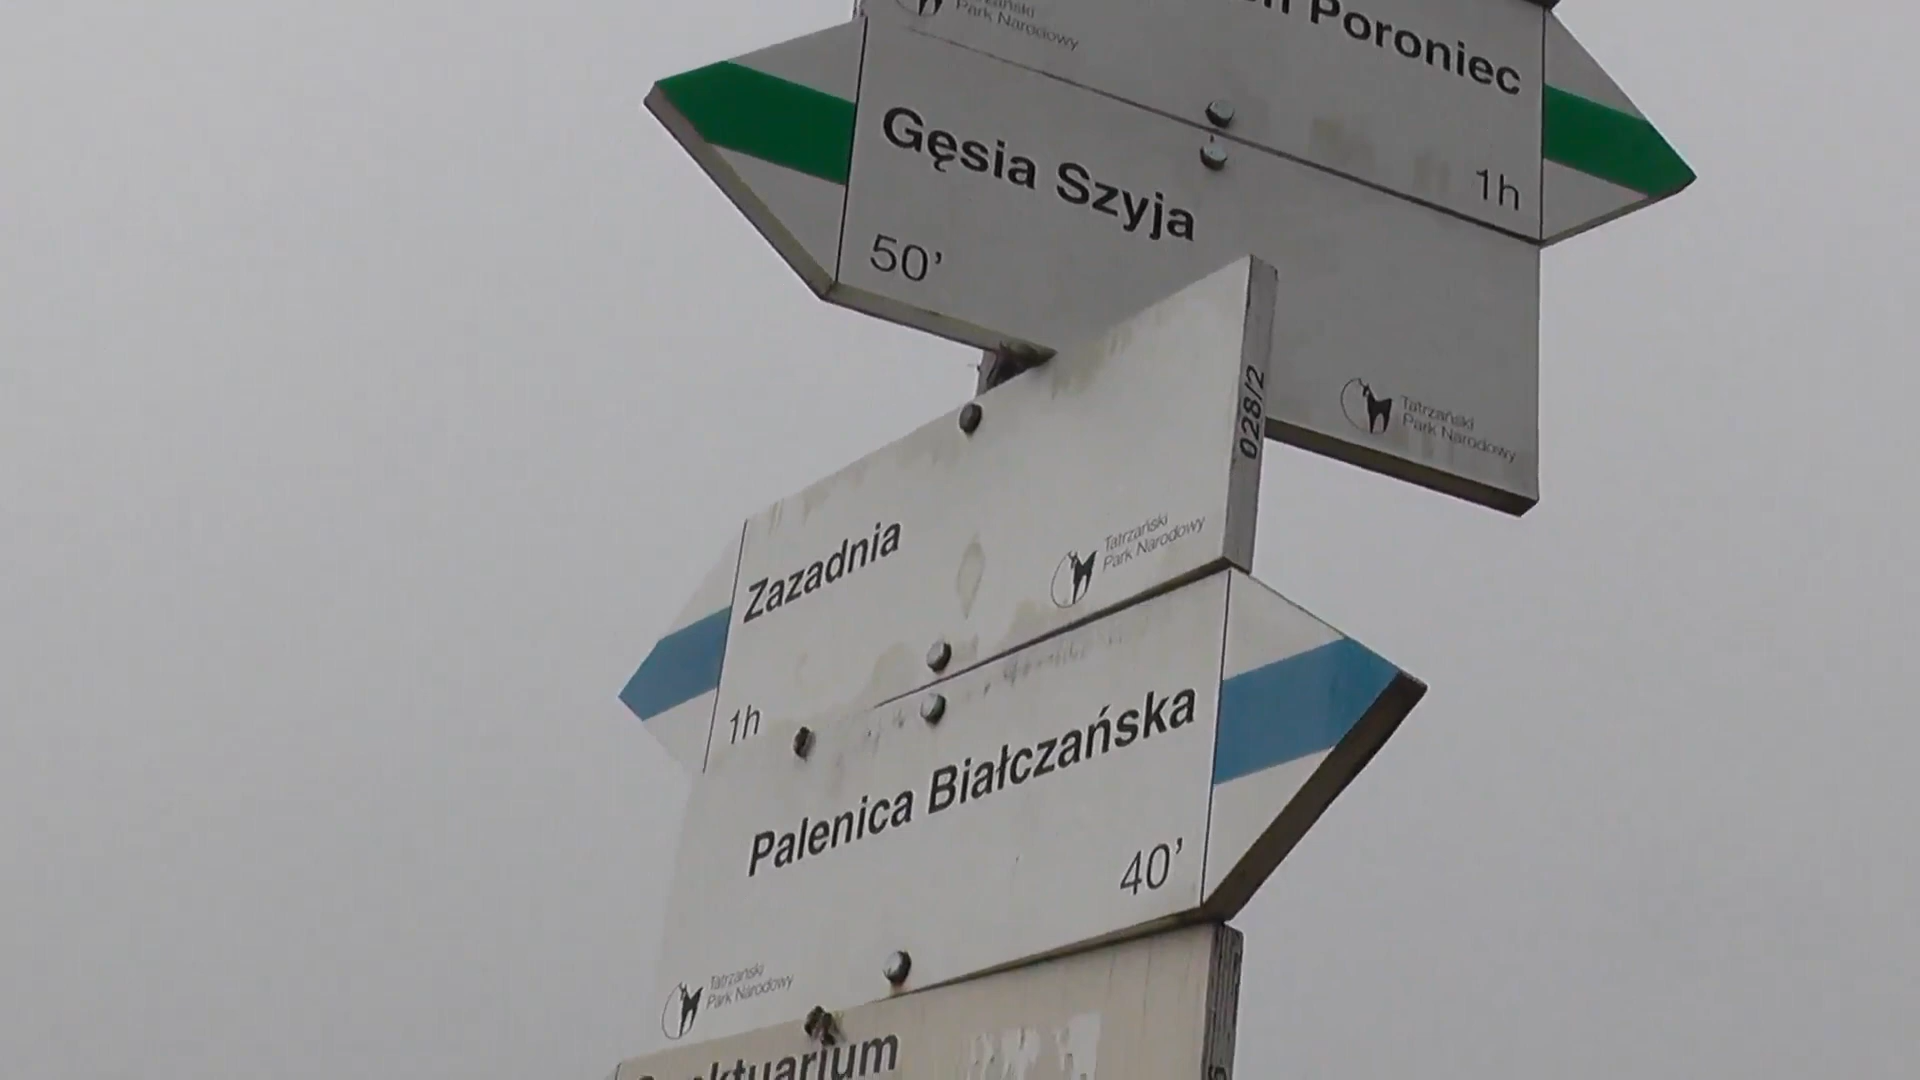 Park Narodowy
Poroniec
1h
Gęsia Szyja
50’
Tatrzański
Park Narodowy
028/2
Zazadnia
1h
Tatrzański
Park Narodowy
Palenica Białczańska
40’
Tatrzański
Park Narodowy